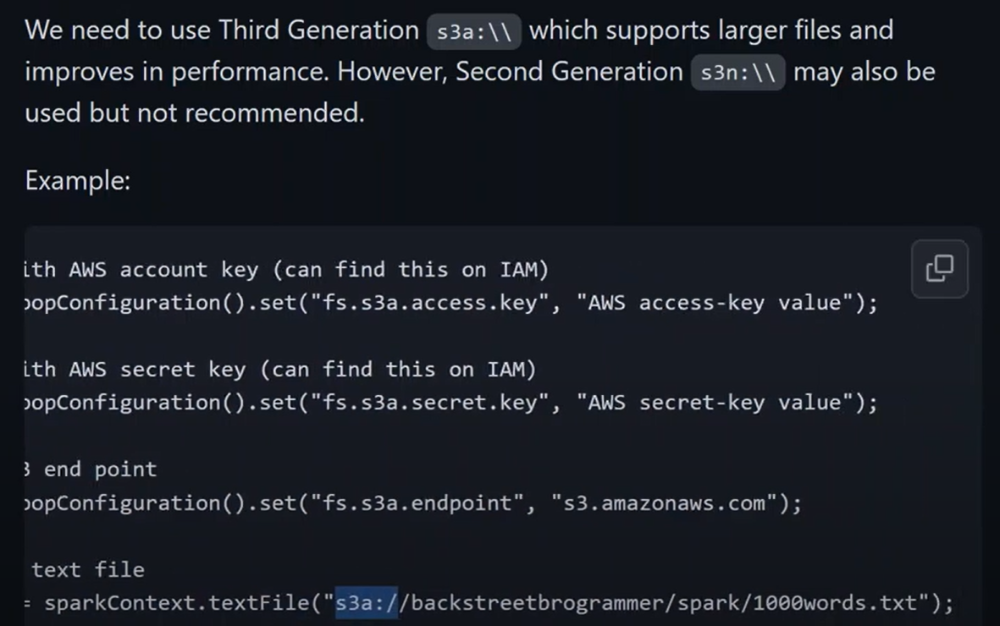 We need to use Third Generation s3a:\\ which supports larger files and
improves in performance. However, Second Generation s3n:\\ may also be
used but not recommended.
Example:
ith AWS account key (can find this on IAM)
oopConfiguration().set("fs.s3a.access.key", "AWS access-key value");
ith AWS secret key (can find this on IAM)
oopConfiguration().set("fs.s3a.secret.key", "AWS secret-key value");
3 end point
oopConfiguration().set("fs.s3a.endpoint", "s3.amazonaws.com");
text file
= sparkContext.textFile("s3a://backstreetbrogrammer/spark/1000words.txt");